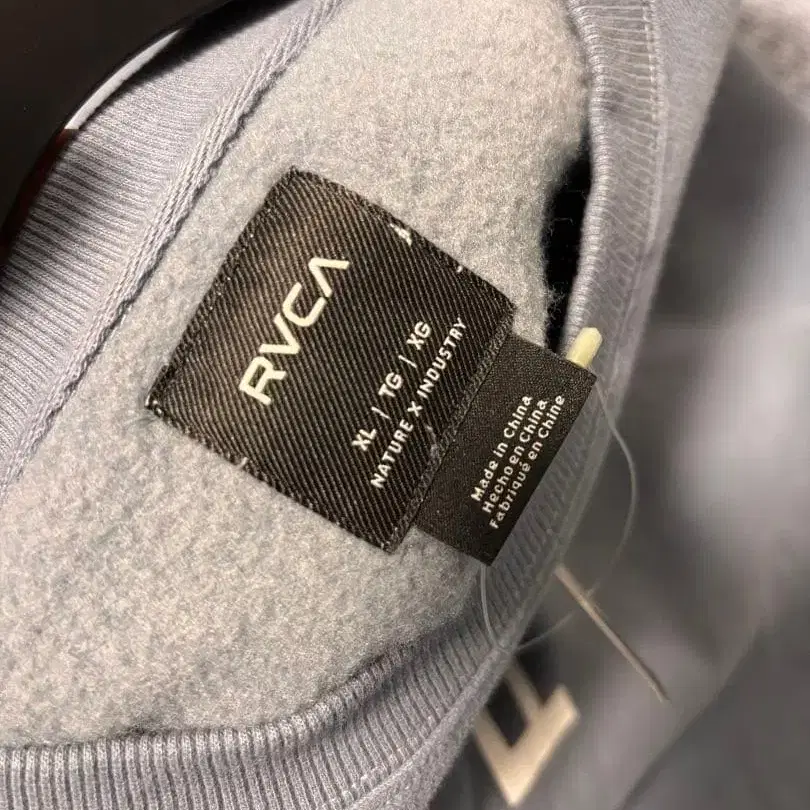 RVCA
XL | TG | XG
NATURE X INDUSTRY
Made in China
Hecho en China
Fabriqué en Chine